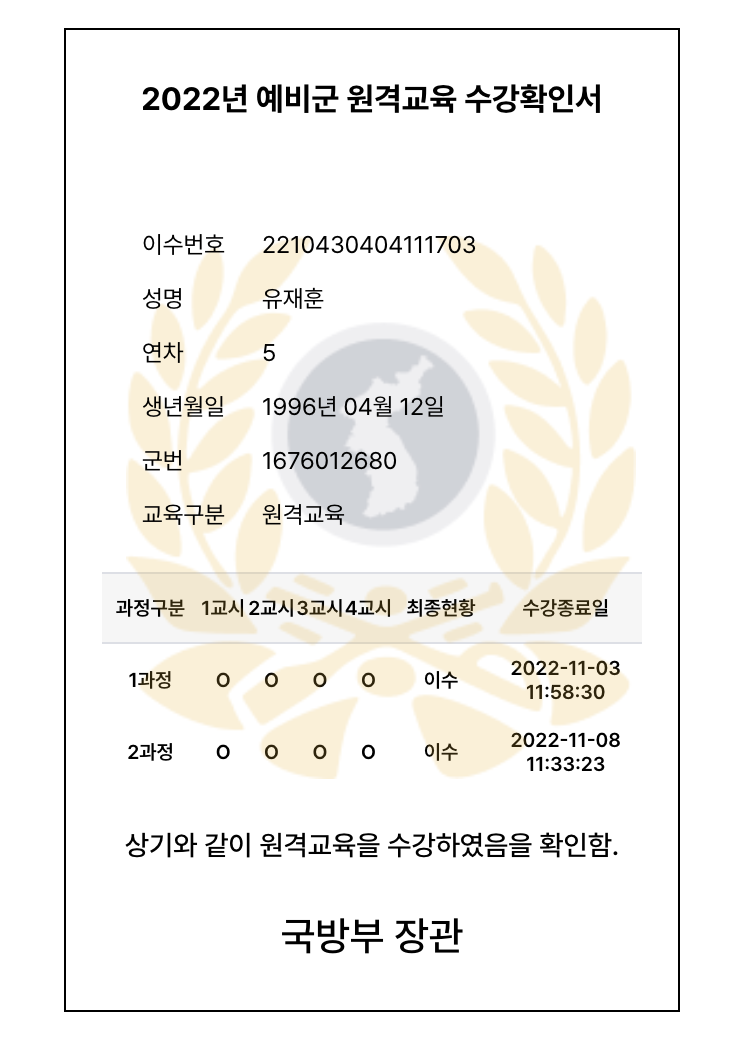 2022년 예비군 원격교육 수강확인서
이수번호 2210430404111703
성명 유재훈
연차 5
생년월일 1996년 04월 12일
군번 1676012680
교육구분 원격교육
과정구분 1교시 2교시 3교시 4교시 최종현황 수강종료일
1과정 O O O O 이수 2022-11-03 11:58:30
2과정 O O O O 이수 2022-11-08 11:33:23
상기와 같이 원격교육을 수강하였음을 확인함.
국방부 장관